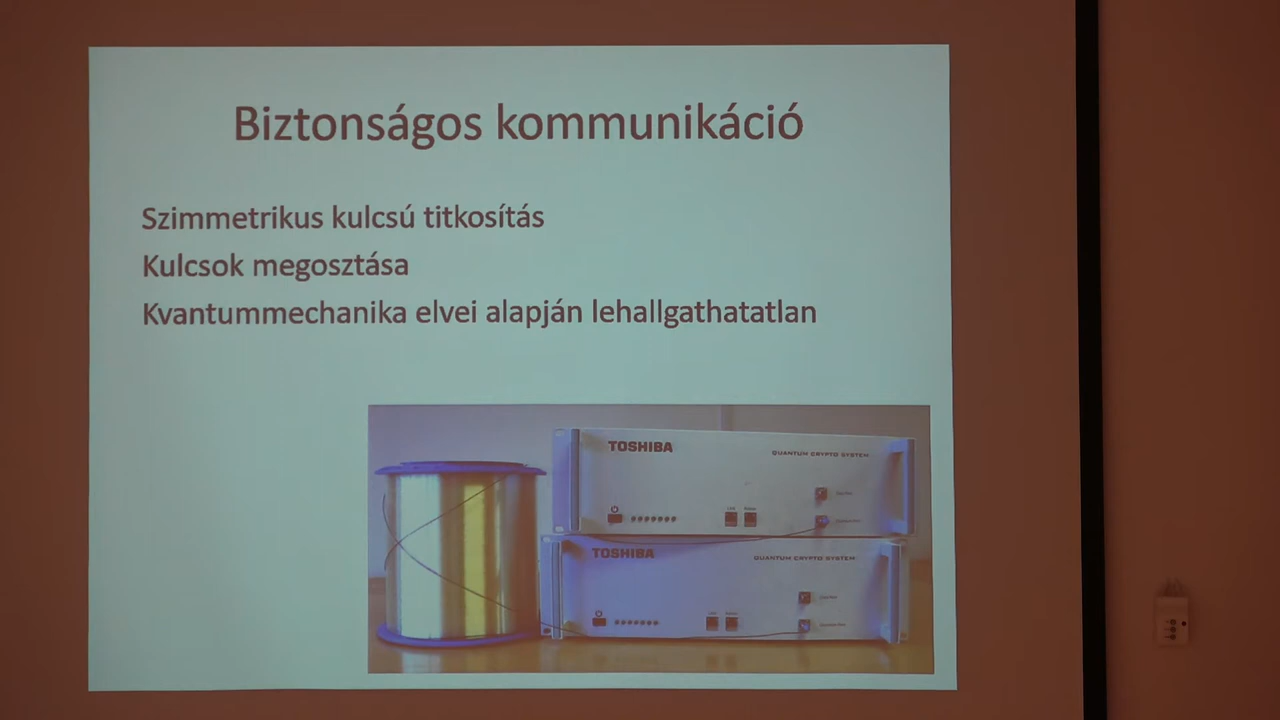 Biztonságos kommunikáció
Szimmetrikus kulcsú titkosítás
Kulcsok megosztása
Kvantummechanika elvei alapján lehallgathatatlan
TOSHIBA
QUANTUM CRYPTO SYSTEM
TOSHIBA
QUANTUM CRYPTO SYSTEM